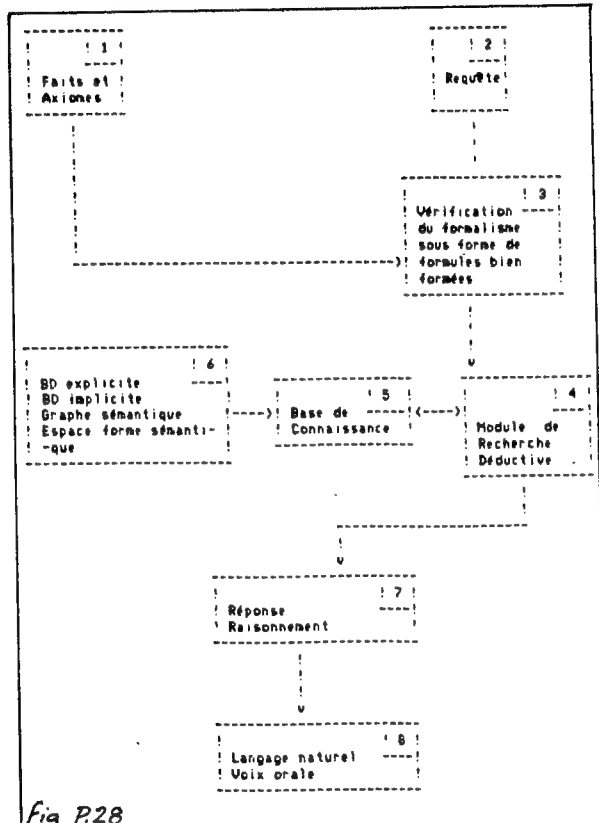 1
Faits et
Axiomes
2
Requête
3
Vérification
du formalisme
sous forme de
formules bien
formées
6
BD explicite
BD implicite
Graphe sémantique
Espace forme sémanti-
-que
5
Base de
Connaissance
4
Module de
Recherche
Déductive
7
Réponse
Raisonnement
8
Langage naturel
Voix orale
Fig P.28